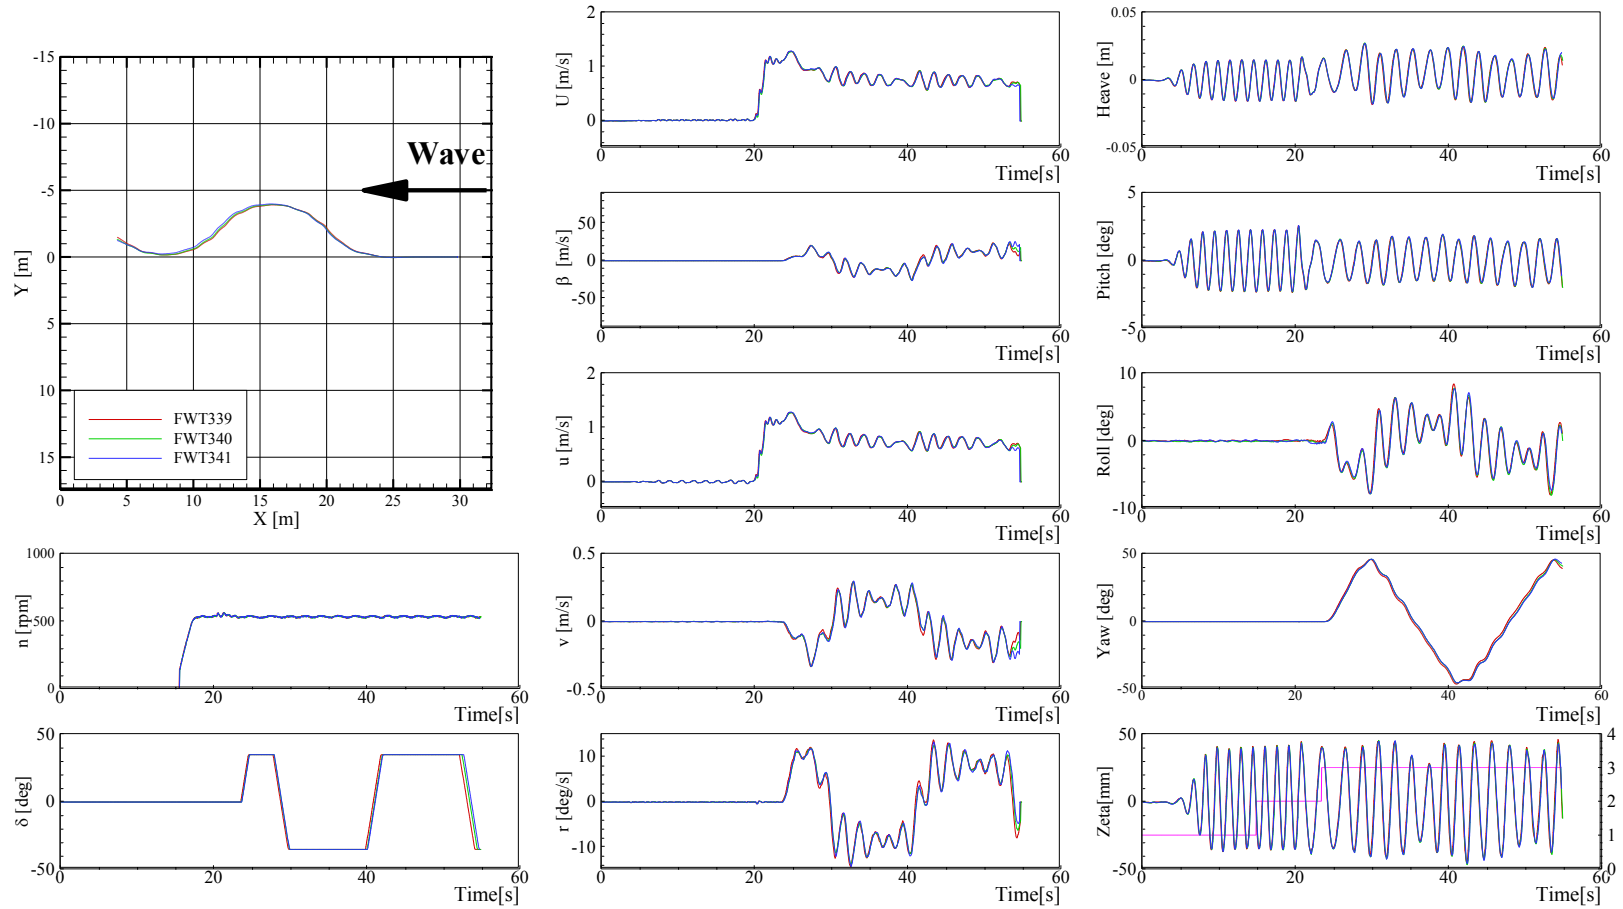 -15
-10
-5
0
5
10
15
Y [m]
Wave
FWT339
FWT340
FWT341
0 5 10 15 20 25 30
X [m]
1000
500
0
n [rpm]
0 20 40 60
Time[s]
50
0
-50
δ [deg]
0 20 40 60
Time[s]
2
1
0
U [m/s]
0 20 40 60
Time[s]
50
0
-50
β [m/s]
0 20 40 60
Time[s]
2
1
0
u [m/s]
0 20 40 60
Time[s]
0.5
0
-0.5
v [m/s]
0 20 40 60
Time[s]
10
0
-10
r [deg/s]
0 20 40 60
Time[s]
0.05
0
-0.05
Heave [m]
0 20 40 60
Time[s]
5
0
-5
Pitch [deg]
0 20 40 60
Time[s]
10
0
-10
Roll [deg]
0 20 40 60
Time[s]
50
0
-50
Yaw [deg]
0 20 40 60
Time[s]
50
0
-50
Zeta[mm]
4
3
2
1
0
0 20 40 60
Time[s]